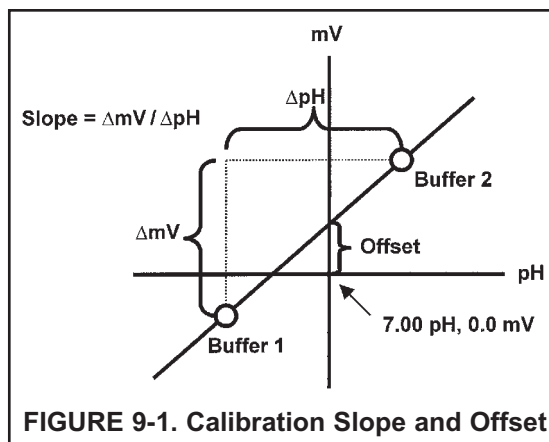 mV
ΔpH
Slope = ΔmV / ΔpH
Buffer 2
ΔmV
Offset
pH
7.00 pH, 0.0 mV
Buffer 1
FIGURE 9-1. Calibration Slope and Offset